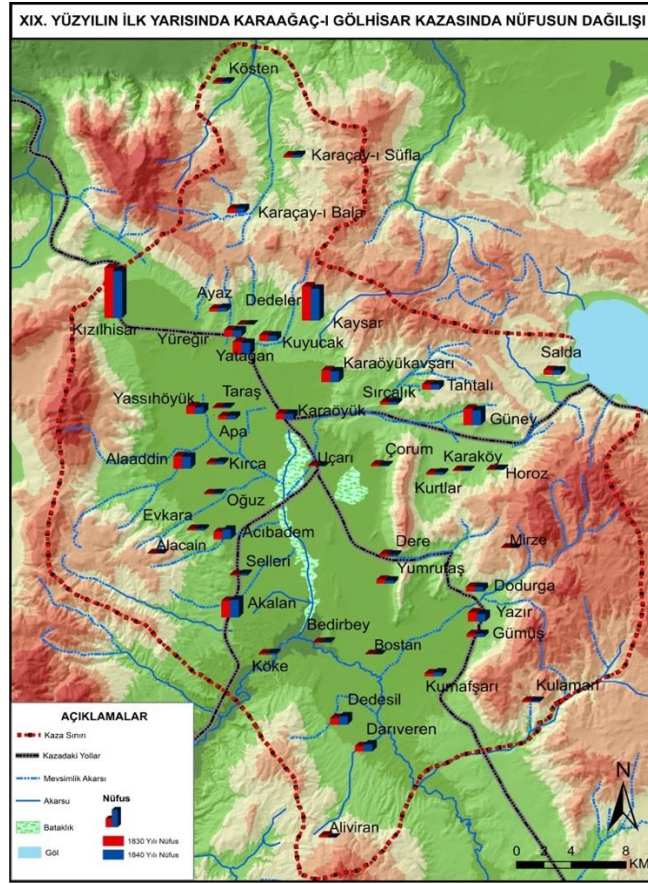 XIX. YÜZYILIN İLK YARISINDA KARAAĞAÇ-I GÖLHİSAR KAZASINDA NÜFUSUN DAĞILIŞI
Kösten
Karaçay-ı Süfla
Karaçay-ı Bala
Ayaz
Dedeler
Kızılhisar
Kaysar
Yüreğir
Kuyucak
Yatağan
Salda
Karaöyükavşarı
Tahtalı
Yassıhöyük
Taraş
Sırçalık
Karaöyük
Güney
Apa
Alaaddin
Kırca
Uçarı
Çorum
Karaköy
Kurtlar
Horoz
Oğuz
Evkara
Acıbadem
Alacain
Dere
Mirze
Selleri
Yumrutaş
Dodurga
Akalan
Yazır
Bedirbey
Gümüş
Köke
Bostan
Kumafşarı
Kulaman
Dedesil
Darıveren
Aliviran
AÇIKLAMALAR
Kaza Sınırı
Kazadaki Yollar
Mevsimlik Akarsu
Akarsu
Nüfus
Bataklık
1830 Yılı Nüfus
Göl
1840 Yılı Nüfus
N
0 2 4 8
KM